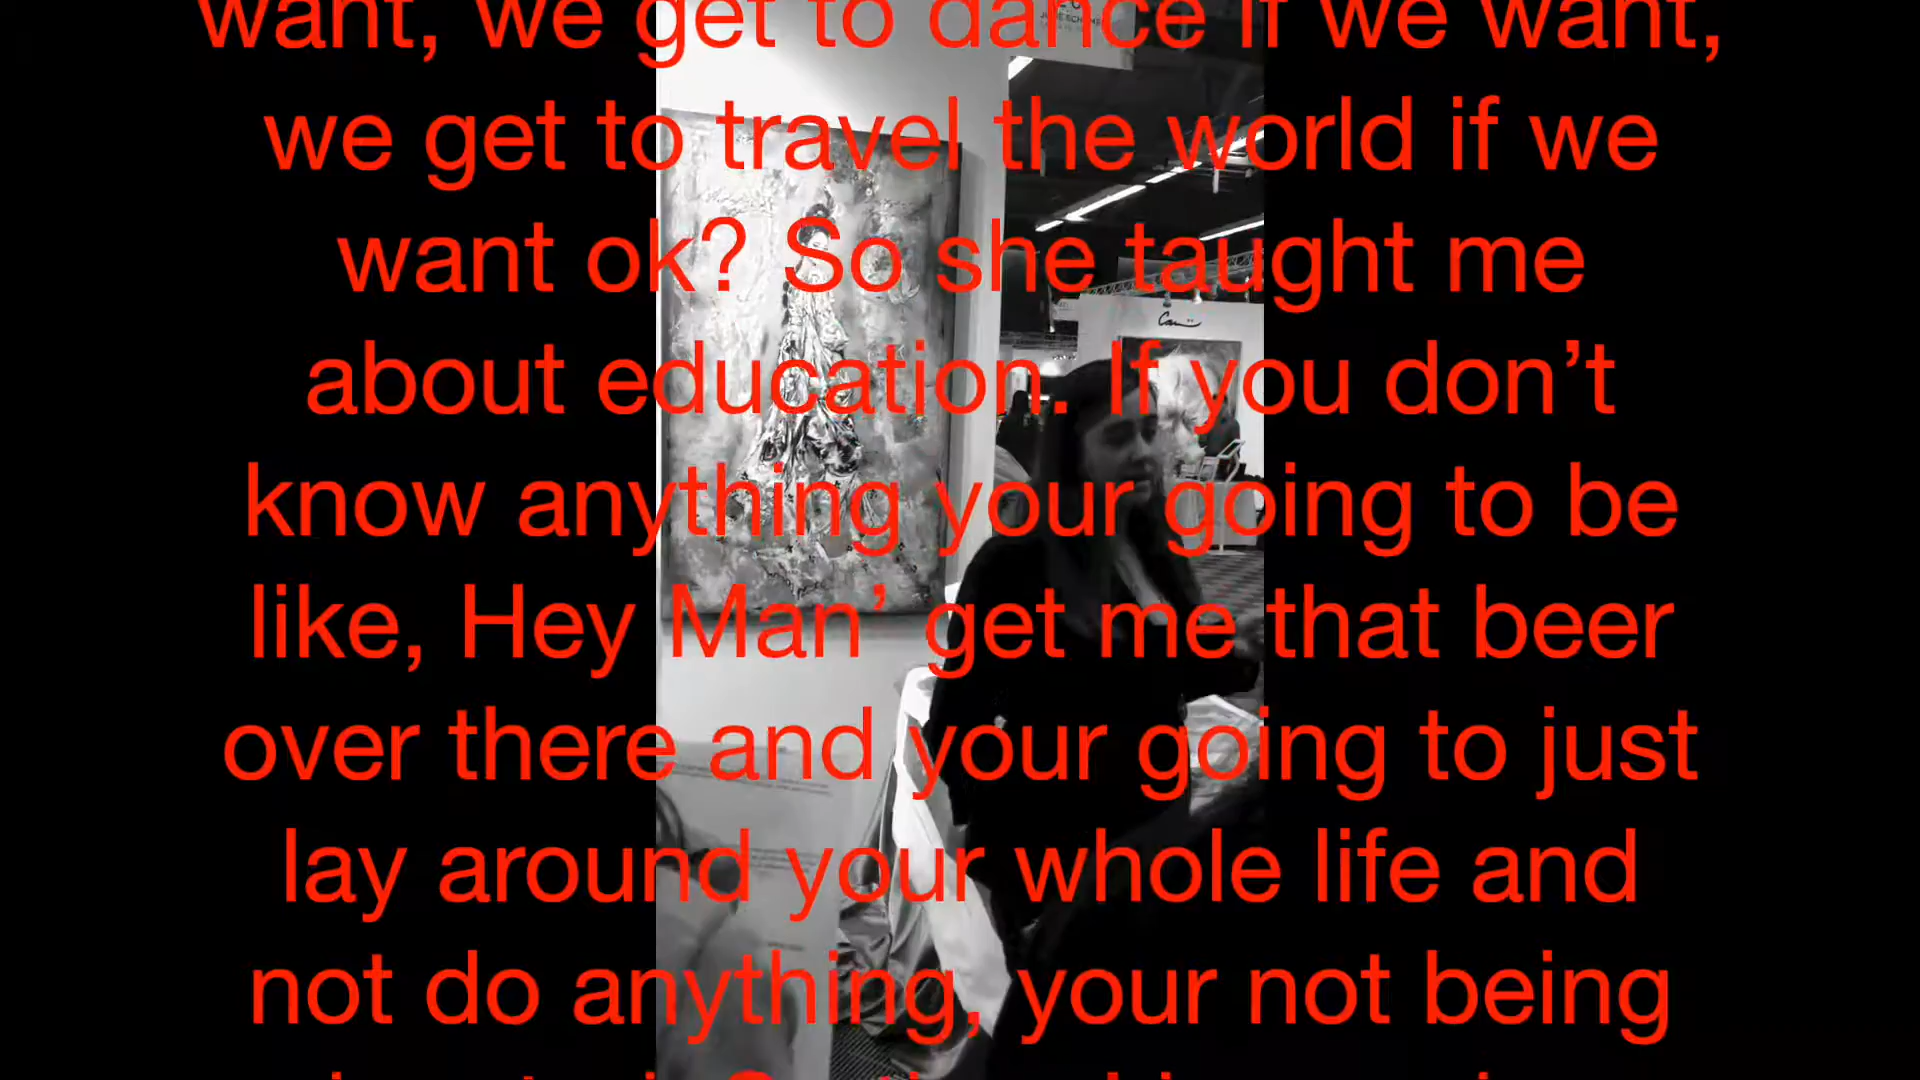 want, we get to dance if we want,
we get to travel the world if we
want ok? So she taught me
about education. If you don’t
know anything your going to be
like, Hey Man’ get me that beer
over there and your going to just
lay around your whole life and
not do anything, your not being